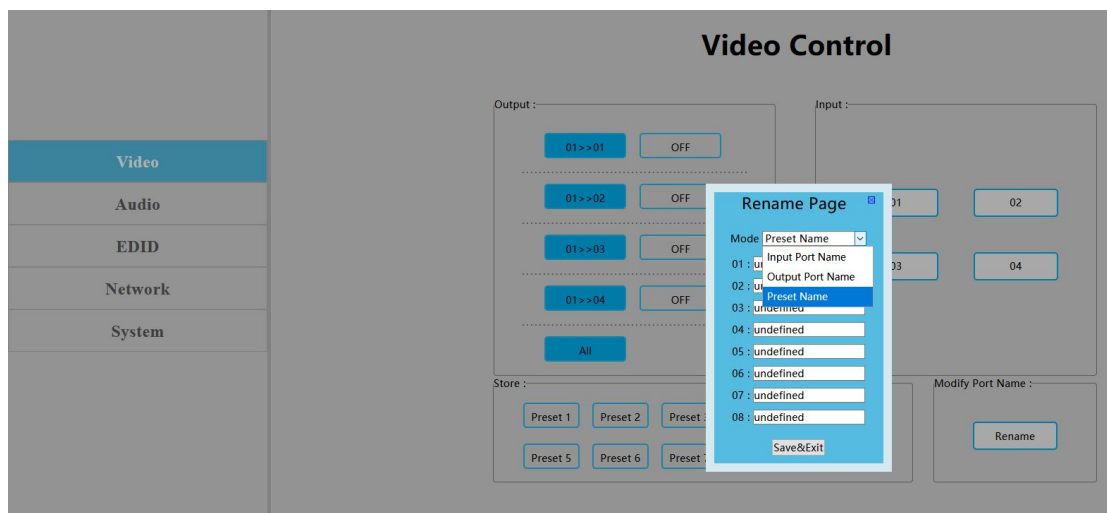 Video Control
Video
Audio
EDID
Network
System
Output :
01>>01 OFF
01>>02 OFF
01>>03 OFF
01>>04 OFF
All
Input :
01 02
03 04
Store :
Preset 1 Preset 2 Preset
Preset 5 Preset 6 Preset
Modify Port Name :
Rename
Rename Page
Mode Preset Name
Input Port Name
Output Port Name
Preset Name
01 :
02 :
03 : undefined
04 : undefined
05 : undefined
06 : undefined
07 : undefined
08 : undefined
Save&Exit